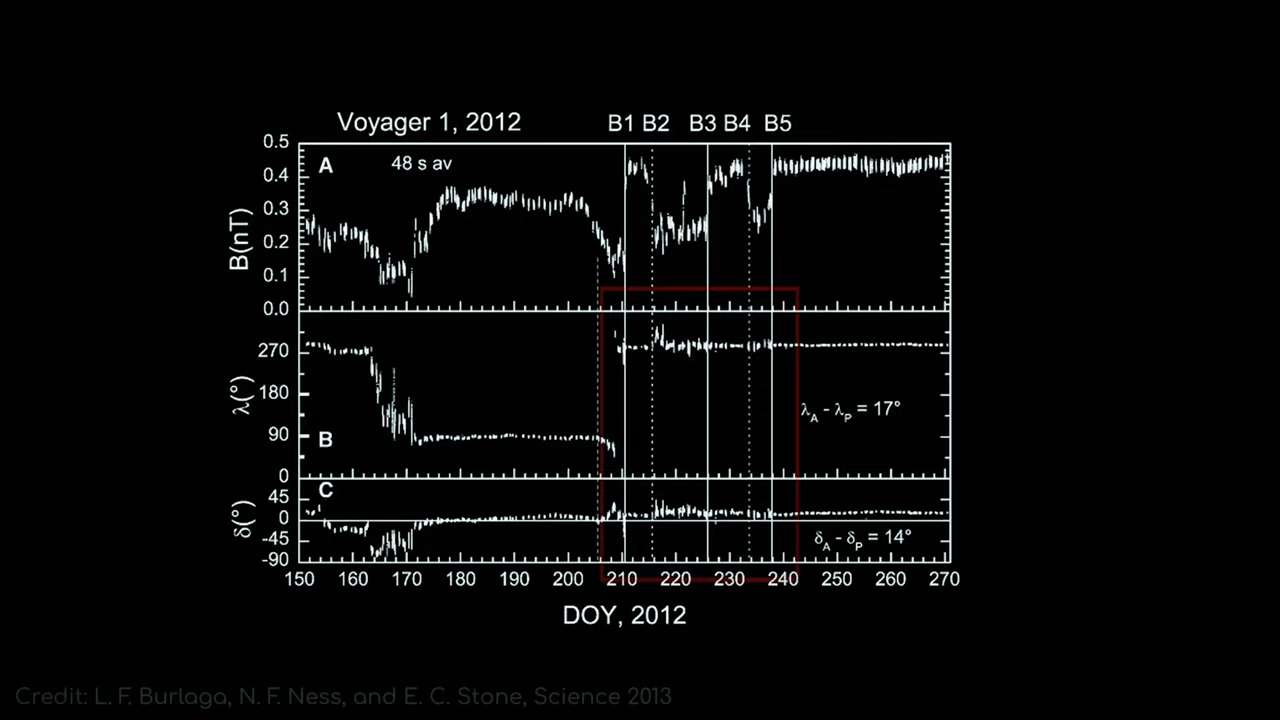 Voyager 1, 2012
B1 B2 B3 B4 B5
A
48 s av
B(nT)
0.5
0.4
0.3
0.2
0.1
0.0
λ(°)
270
180
90
0
B
λA - λP = 17°
C
δ(°)
45
0
-45
-90
δA - δP = 14°
150 160 170 180 190 200 210 220 230 240 250 260 270
DOY, 2012
Credit: L. F. Burlaga, N. F. Ness, and E. C. Stone, Science 2013